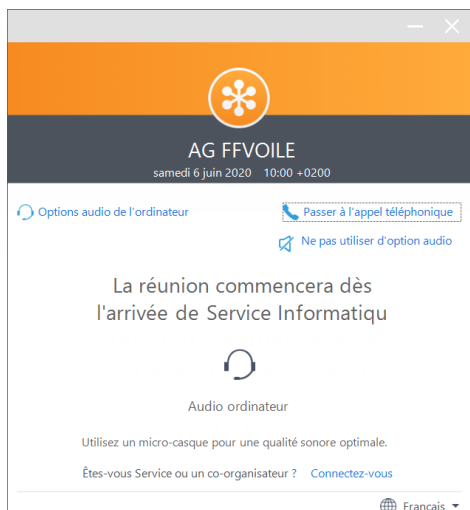 AG FFVOILE
samedi 6 juin 2020 10:00 +0200
Options audio de l'ordinateur
Passer à l'appel téléphonique
Ne pas utiliser d'option audio
La réunion commencera dès
l'arrivée de Service Informatiqu
Audio ordinateur
Utilisez un micro-casque pour une qualité sonore optimale.
Êtes-vous Service ou un co-organisateur ? Connectez-vous
Français